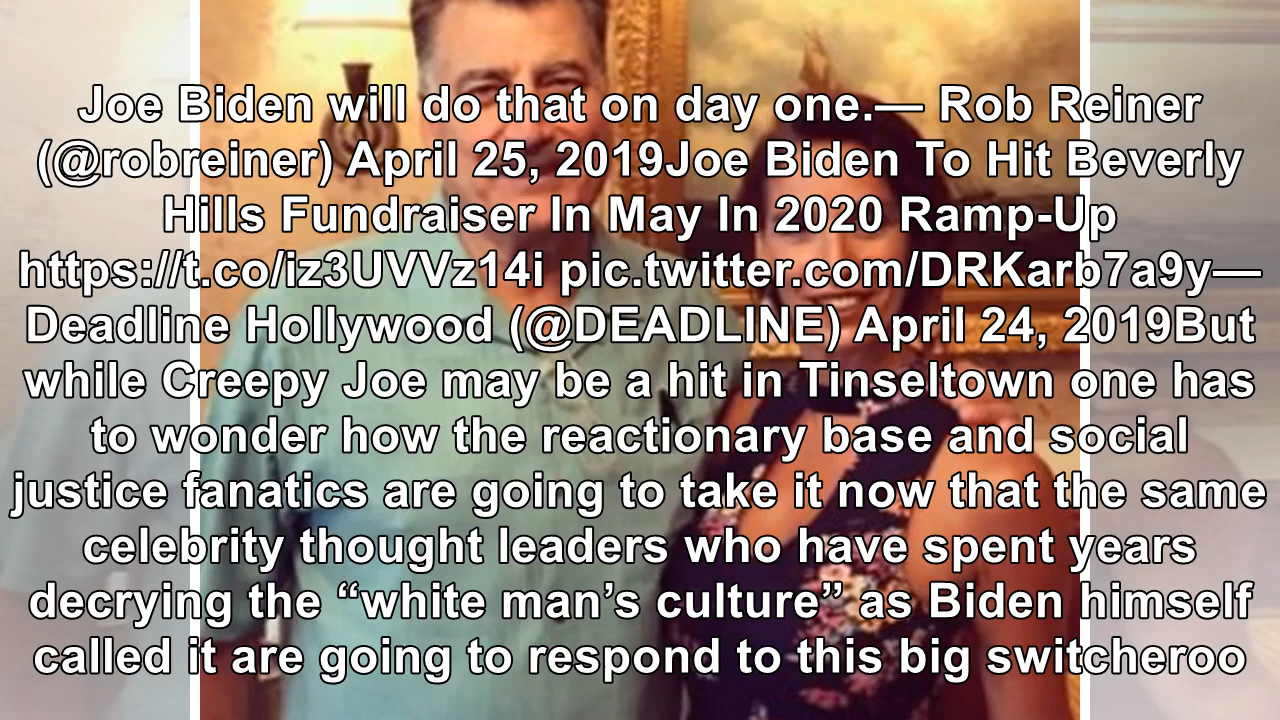 Joe Biden will do that on day one.— Rob Reiner
(@robreiner) April 25, 2019Joe Biden To Hit Beverly
Hills Fundraiser In May In 2020 Ramp-Up
https://t.co/iz3UVVz14i pic.twitter.com/DRKarb7a9y—
Deadline Hollywood (@DEADLINE) April 24, 2019But
while Creepy Joe may be a hit in Tinseltown one has
to wonder how the reactionary base and social
justice fanatics are going to take it now that the same
celebrity thought leaders who have spent years
decrying the “white man’s culture” as Biden himself
called it are going to respond to this big switcheroo